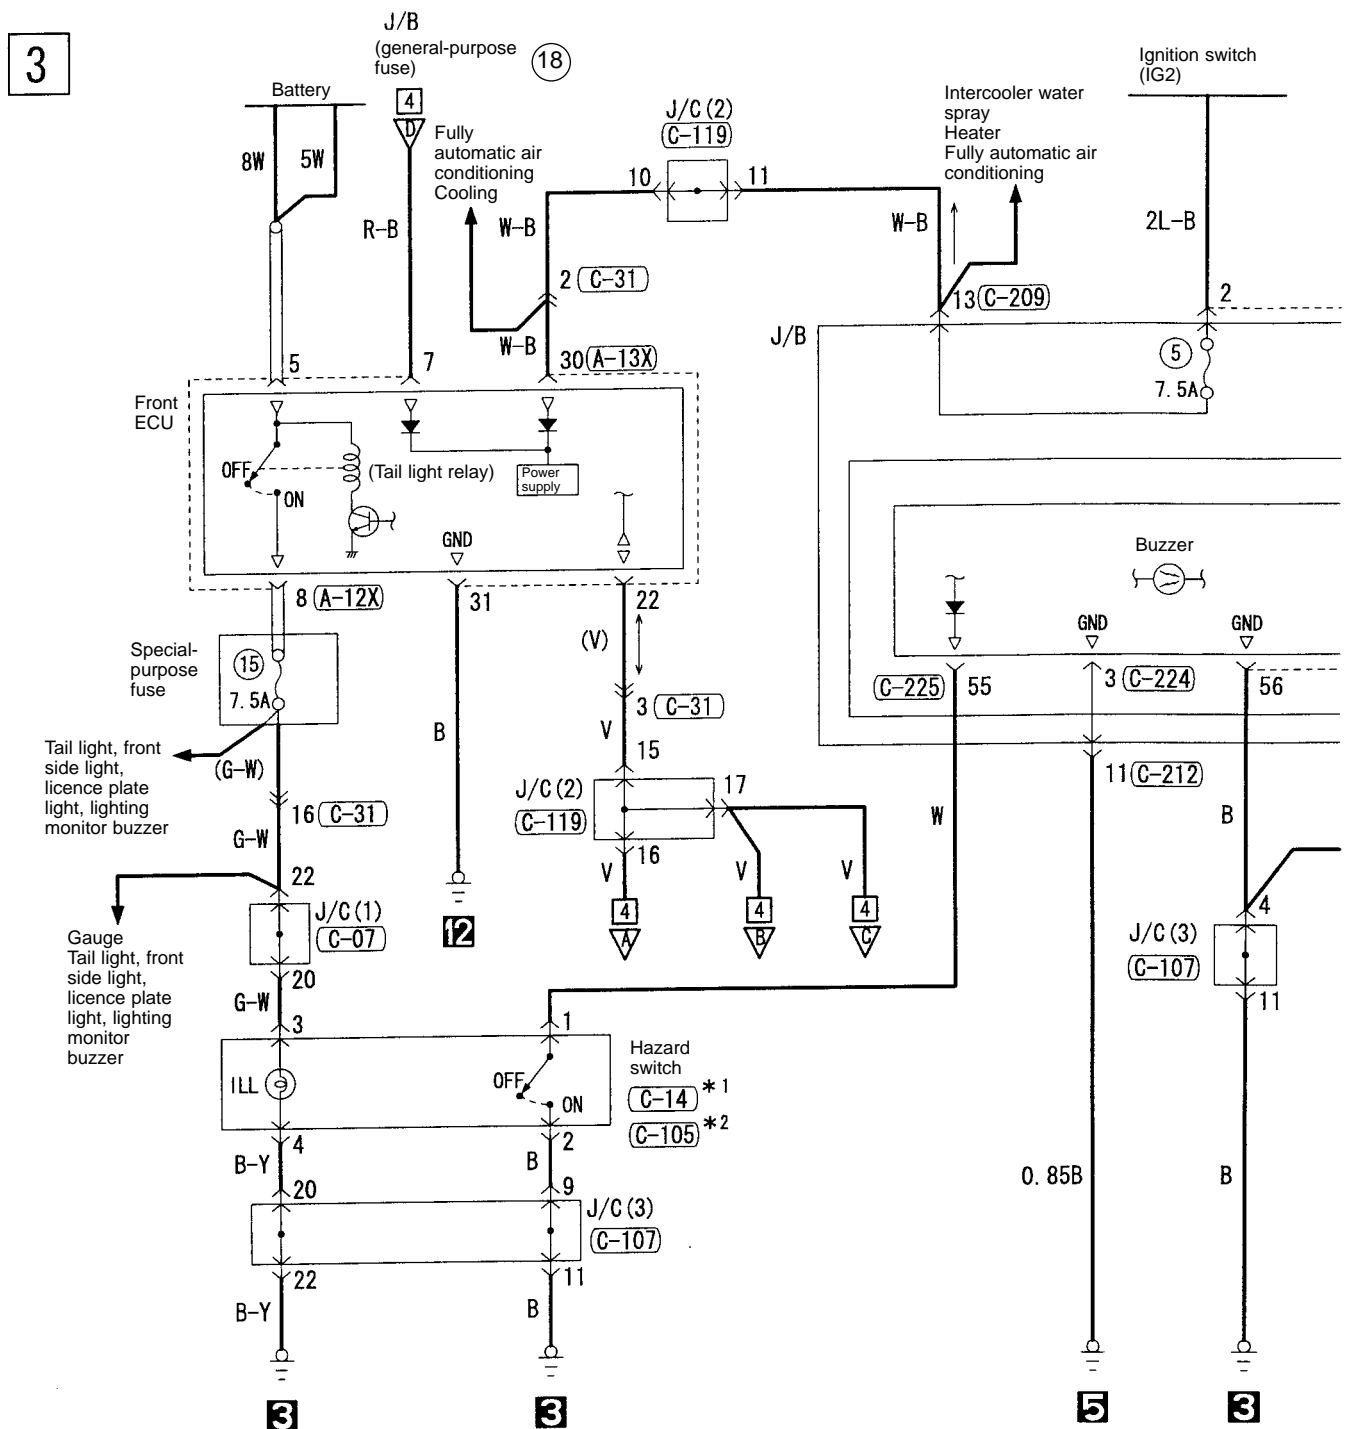 3
J/B
(general-purpose
fuse)
18
Ignition switch
(IG2)
Battery
4
D
Fully
automatic air
conditioning
Cooling
J/C(2)
C-119
Intercooler water
spray
Heater
Fully automatic air
conditioning
8W
5W
10
11
R-B
W-B
W-B
2L-B
2
C-31
13
C-209
2
W-B
J/B
5
7
30
A-13X
5
7.5A
Front
ECU
OFF
ON
(Tail light relay)
Power
supply
GND
Buzzer
8
A-12X
31
22
GND
GND
Special-
purpose
fuse
15
7.5A
(V)
C-225
55
3
C-224
56
3
C-31
B
V
15
Tail light, front
side light,
licence plate
light, lighting
monitor buzzer
(G-W)
16
C-31
J/C(2)
C-119
17
11
C-212
G-W
16
W
B
22
V
V
V
J/C(1)
C-07
12
4
A
4
B
4
C
4
J/C(3)
C-107
Gauge
Tail light, front
side light,
licence plate
light, lighting
monitor
buzzer
20
G-W
11
3
1
ILL
OFF
ON
Hazard
switch
C-14
*1
C-105
*2
4
2
B-Y
B
0.85B
B
20
9
J/C(3)
C-107
22
11
B-Y
B
3
3
5
3